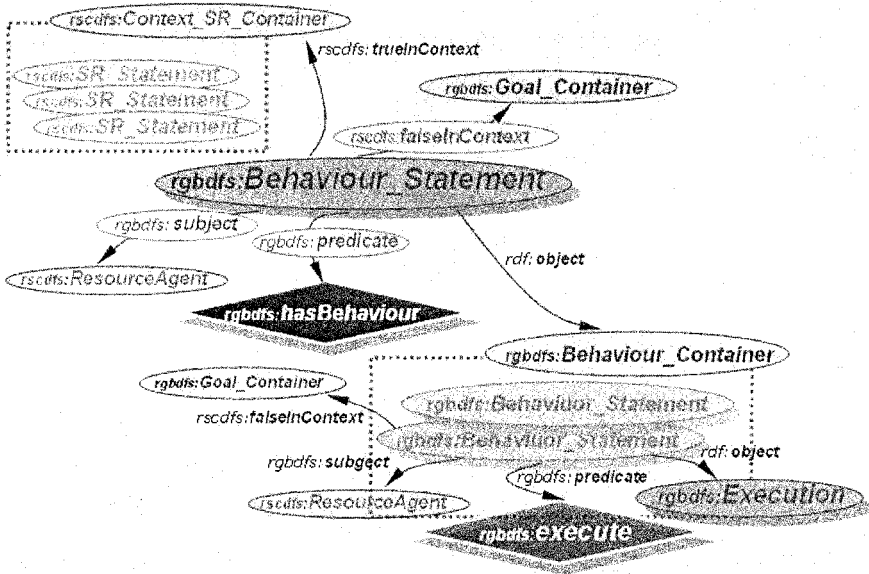 rscdfs:Context_SR_Container
rscdfs:trueInContext
rscdfs:SR_Statement
rscdfs:SR_Statement
rscdfs:SR_Statement
rgbdfs:Goal_Container
rscdfs:falseInContext
rgbdfs:Behaviour_Statement
rgbdfs:subject
rgbdfs:predicate
rscdfs:ResourceAgent
rdf:object
rgbdfs:hasBehaviour
rgbdfs:Behaviour_Container
rgbdfs:Goal_Container
rgbdfs:Behaviuor_Statement
rscdfs:falseInContext
rgbdfs:Behaviuor_Statement
rgbdfs:subgect
rdf:object
rgbdfs:predicate
rscdfs:ResourceAgent
rgbdfs:Execution
rgbdfs:execute